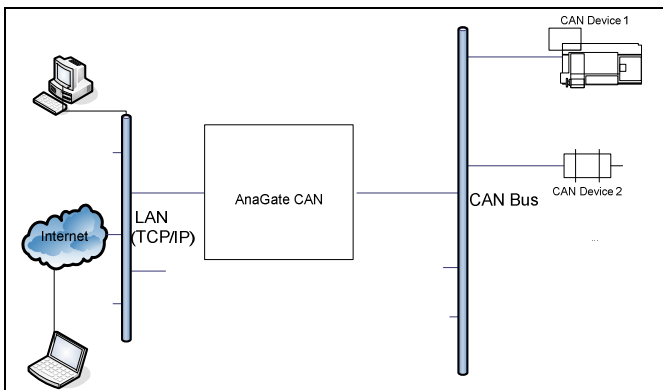 CAN Device 1
AnaGate CAN
CAN Bus
CAN Device 2
LAN
(TCP/IP)
Internet
...